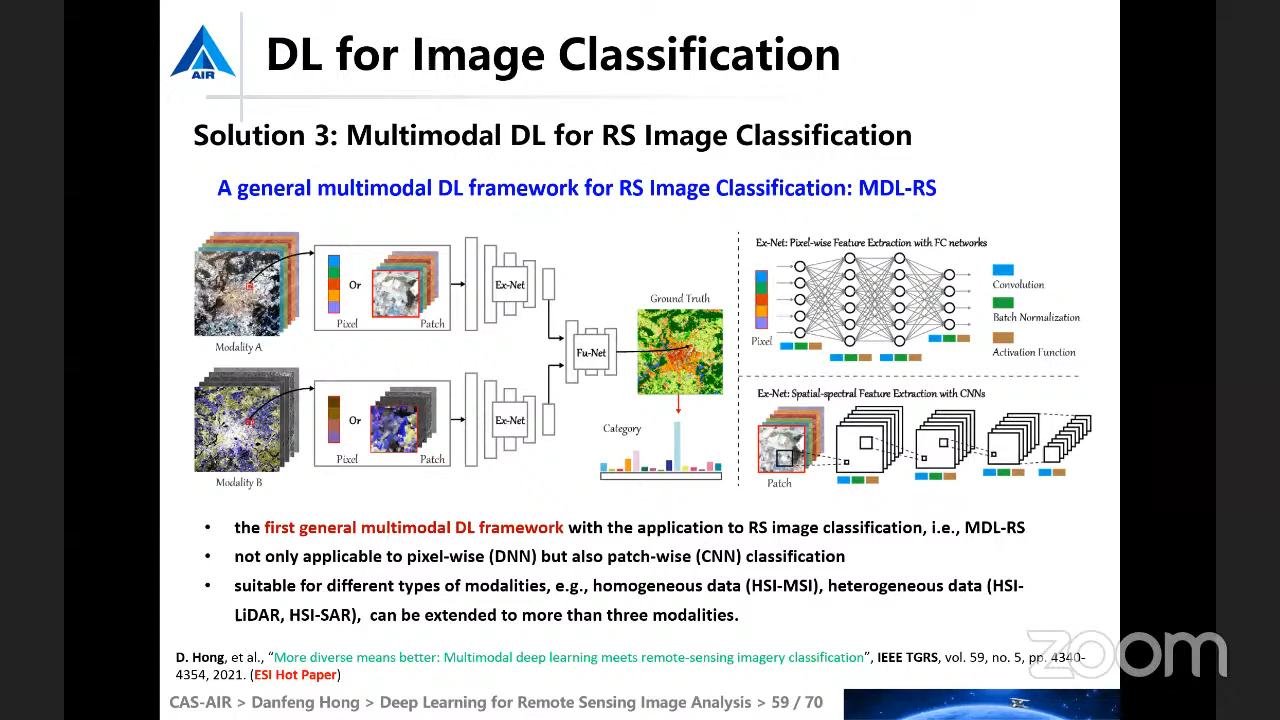 AIR
DL for Image Classification
Solution 3: Multimodal DL for RS Image Classification
A general multimodal DL framework for RS Image Classification: MDL-RS
Modality A
Pixel
Or
Patch
Ex-Net
Modality B
Pixel
Or
Patch
Ex-Net
Fu-Net
Ground Truth
Category
Ex-Net: Pixel-wise Feature Extraction with FC networks
Pixel
Convolution
Batch Normalization
Activation Function
Ex-Net: Spatial-spectral Feature Extraction with CNNs
Patch
• the first general multimodal DL framework with the application to RS image classification, i.e., MDL-RS
• not only applicable to pixel-wise (DNN) but also patch-wise (CNN) classification
• suitable for different types of modalities, e.g., homogeneous data (HSI-MSI), heterogeneous data (HSI-
LiDAR, HSI-SAR), can be extended to more than three modalities.
D. Hong, et al., “More diverse means better: Multimodal deep learning meets remote-sensing imagery classification”, IEEE TGRS, vol. 59, no. 5, pp. 4340-
4354, 2021. (ESI Hot Paper)
CAS-AIR > Danfeng Hong > Deep Learning for Remote Sensing Image Analysis > 59 / 70
zoom